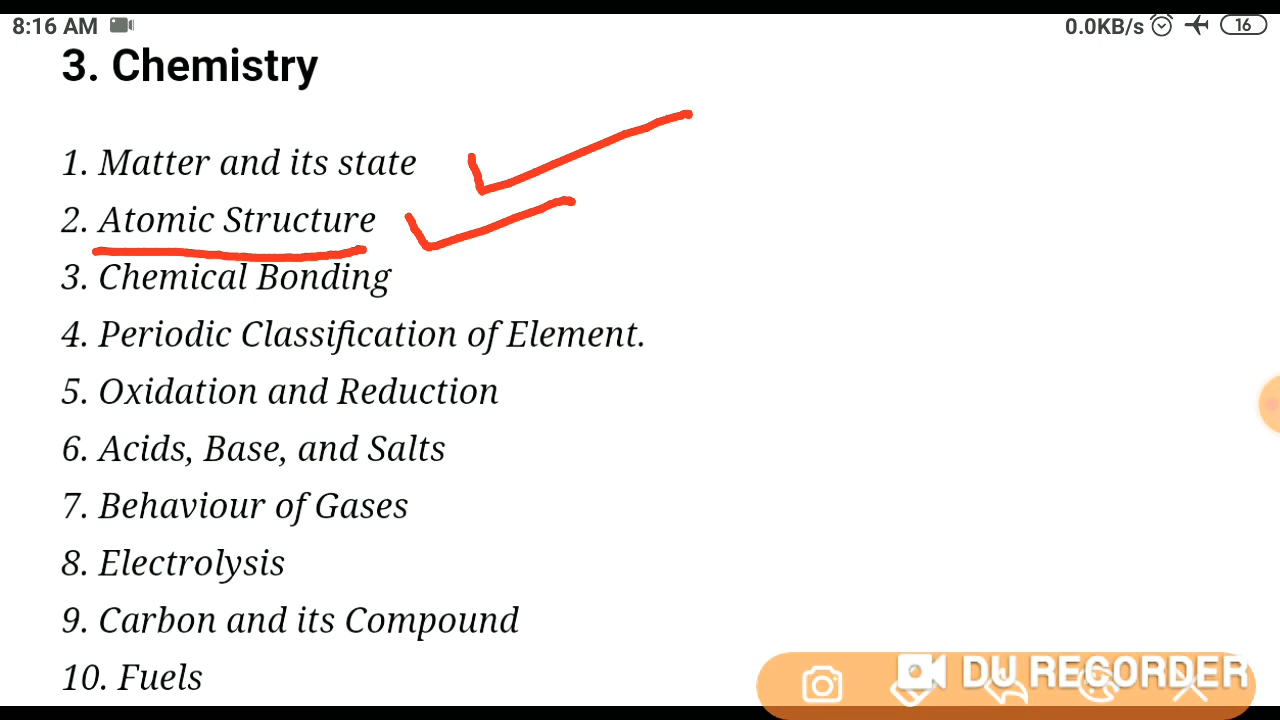 8:16 AM 0.0KB/s 16
3. Chemistry
1. Matter and its state
2. Atomic Structure
3. Chemical Bonding
4. Periodic Classification of Element.
5. Oxidation and Reduction
6. Acids, Base, and Salts
7. Behaviour of Gases
8. Electrolysis
9. Carbon and its Compound
10. Fuels
DU RECORDER